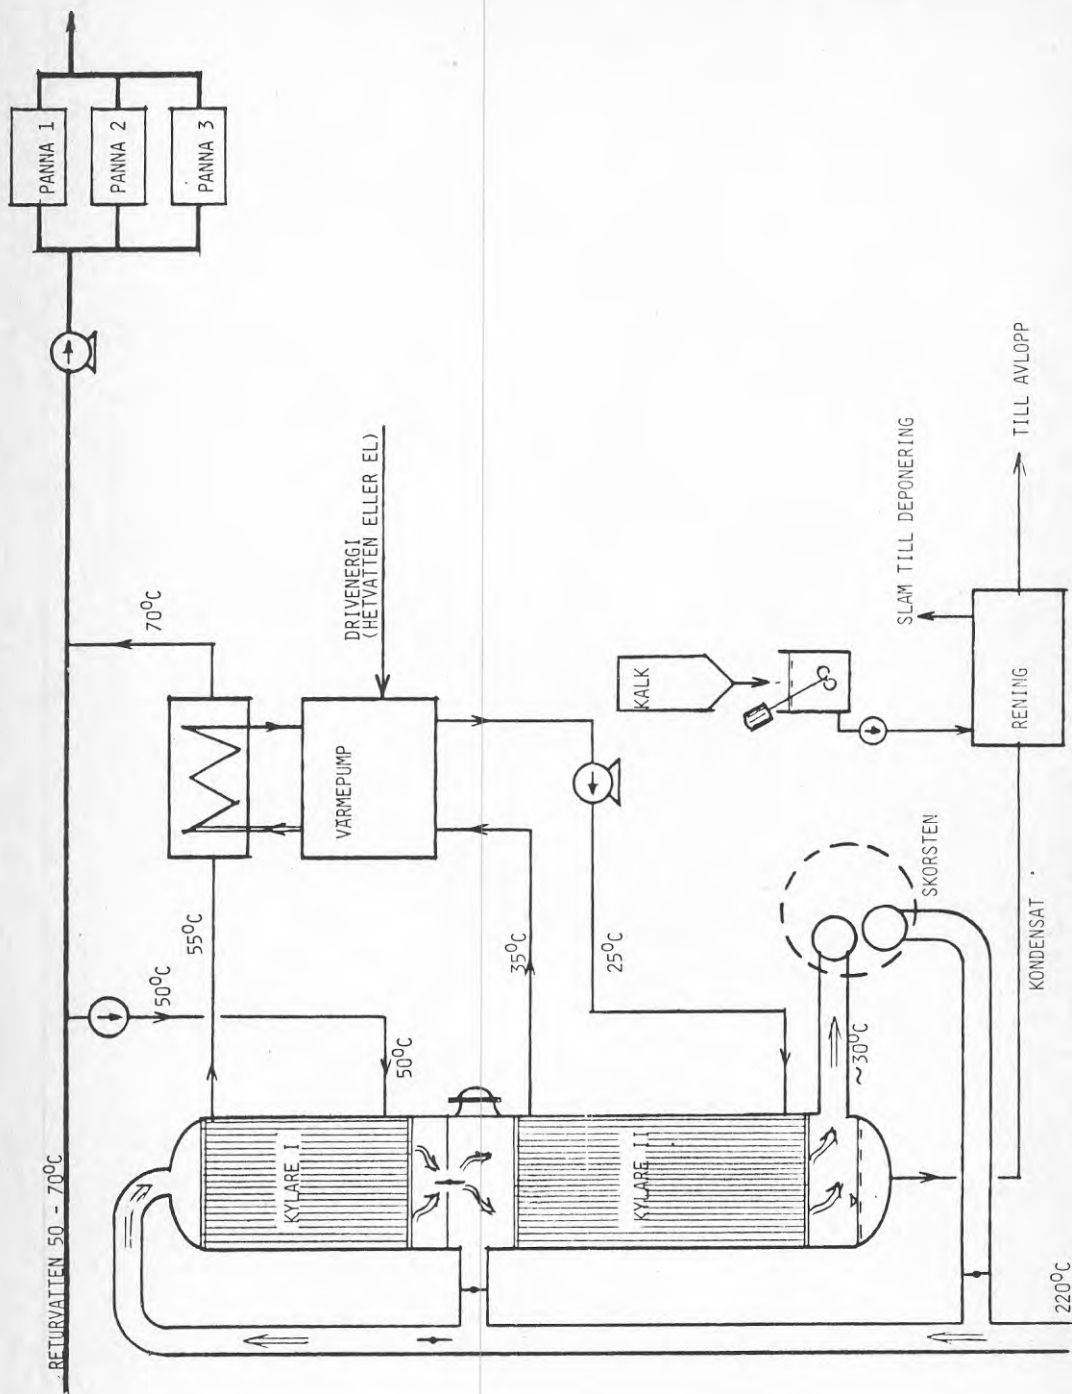 RETURVATTEN 50 - 70°C
PANNA 1
PANNA 2
PANNA 3
70°C
55°C
50°C
50°C
DRIVENERGI
(HETVATTEN ELLER EL)
VÄRMEPUMP
35°C
25°C
KYLARE I
KYLARE II
~30°C
SKORSTEN
KALK
SLAM TILL DEPONERING
TILL AVLOPP
RENING
KONDENSAT
220°C